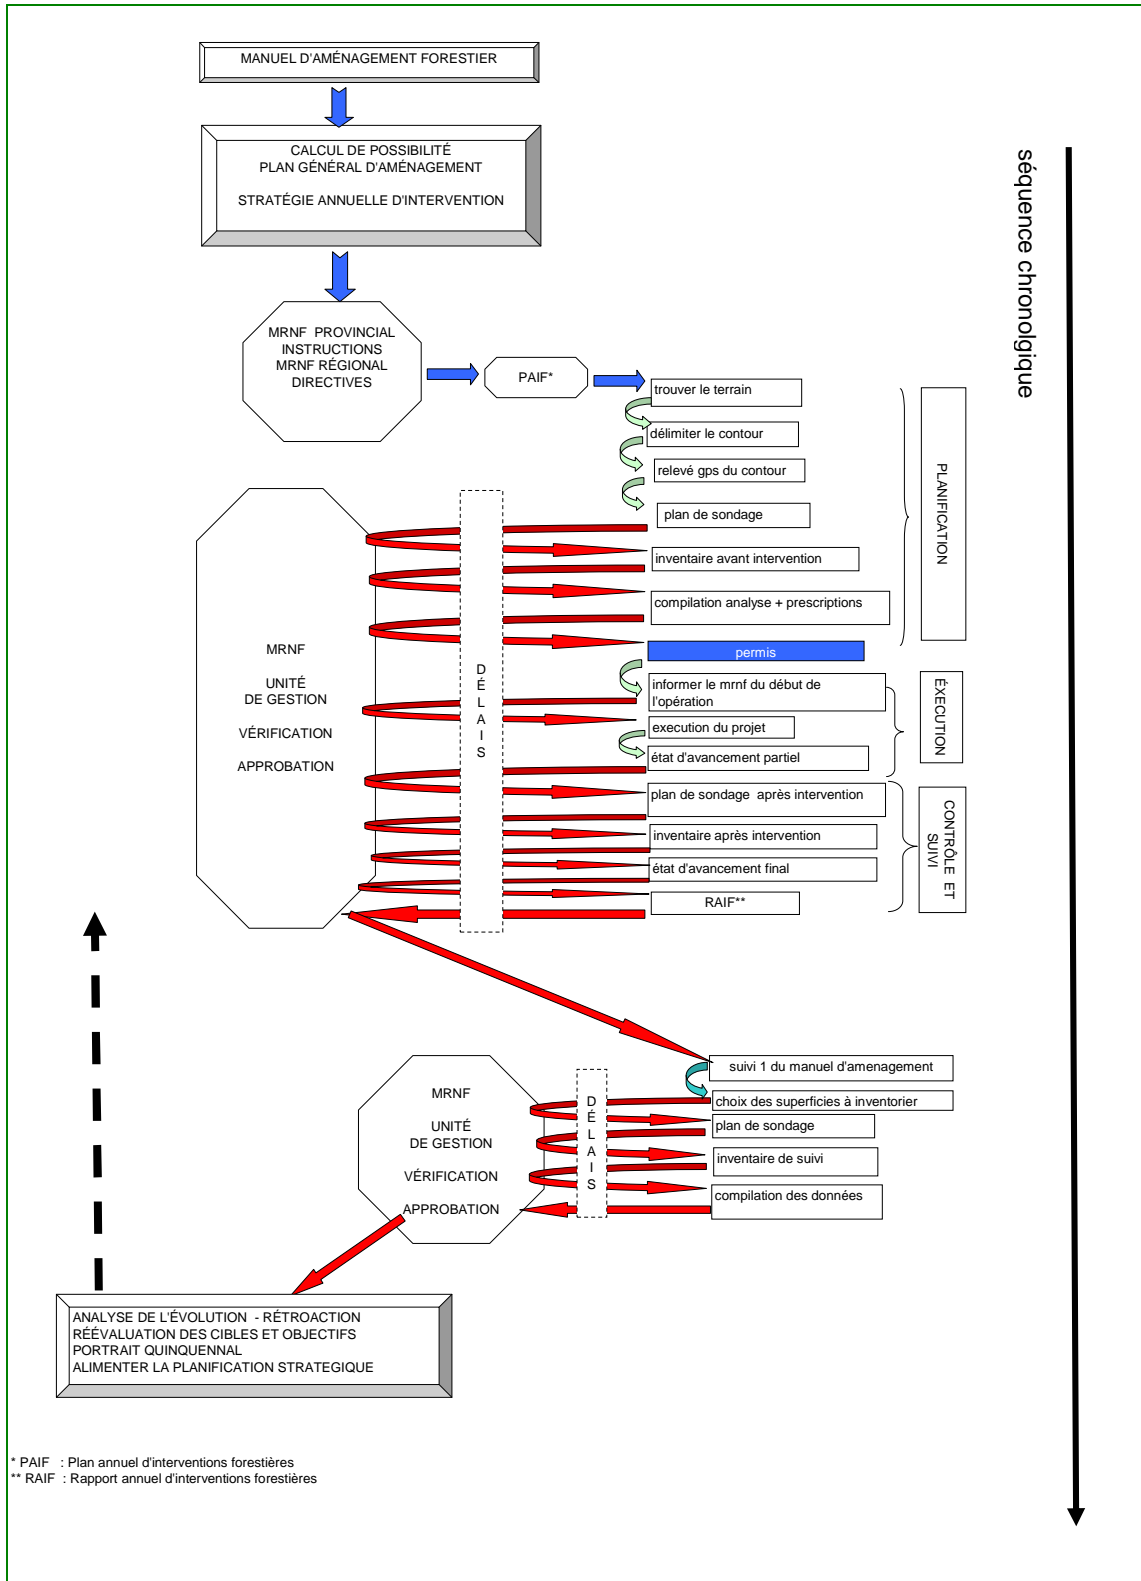 MANUEL D'AMÉNAGEMENT FORESTIER
CALCUL DE POSSIBILITÉ
PLAN GÉNÉRAL D'AMÉNAGEMENT
STRATÉGIE ANNUELLE D'INTERVENTION
séquence chronolgique
MRNF PROVINCIAL
INSTRUCTIONS
MRNF RÉGIONAL
DIRECTIVES
PAIF*
trouver le terrain
délimiter le contour
relevé gps du contour
plan de sondage
inventaire avant intervention
compilation analyse + prescriptions
permis
PLANIFICATION
informer le mrnf du début de
l'opération
execution du projet
état d'avancement partiel
ÉXECUTION
plan de sondage après intervention
inventaire après intervention
état d'avancement final
RAIF**
CONTRÔLE ET
SUIVI
MRNF
UNITÉ
DE GESTION
VÉRIFICATION
APPROBATION
DÉLAIS
suivi 1 du manuel d'amenagement
choix des superficies à inventorier
plan de sondage
inventaire de suivi
compilation des données
MRNF
UNITÉ
DE GESTION
VÉRIFICATION
APPROBATION
DÉLAIS
ANALYSE DE L'ÉVOLUTION - RÉTROACTION
RÉÉVALUATION DES CIBLES ET OBJECTIFS
PORTRAIT QUINQUENNAL
ALIMENTER LA PLANIFICATION STRATEGIQUE
* PAIF : Plan annuel d'interventions forestières
** RAIF : Rapport annuel d'interventions forestières